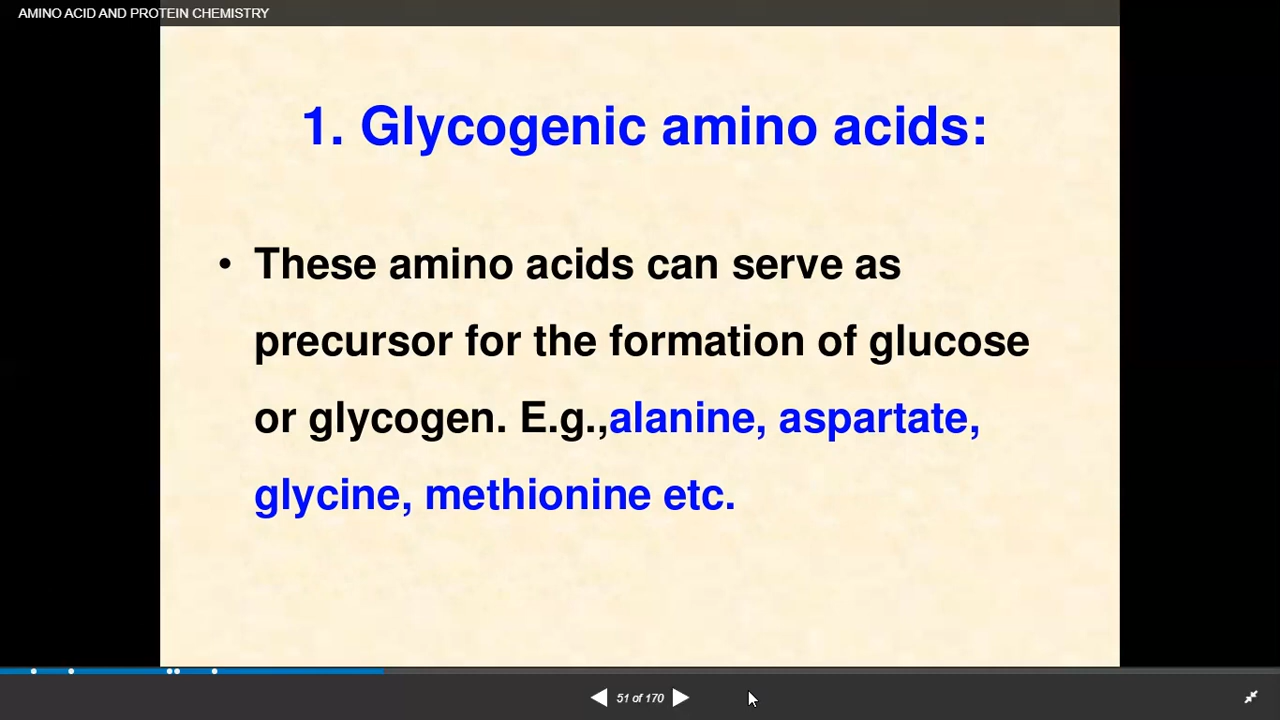 AMINO ACID AND PROTEIN CHEMISTRY
1. Glycogenic amino acids:
• These amino acids can serve as
precursor for the formation of glucose
or glycogen. E.g.,alanine, aspartate,
glycine, methionine etc.
51 of 170